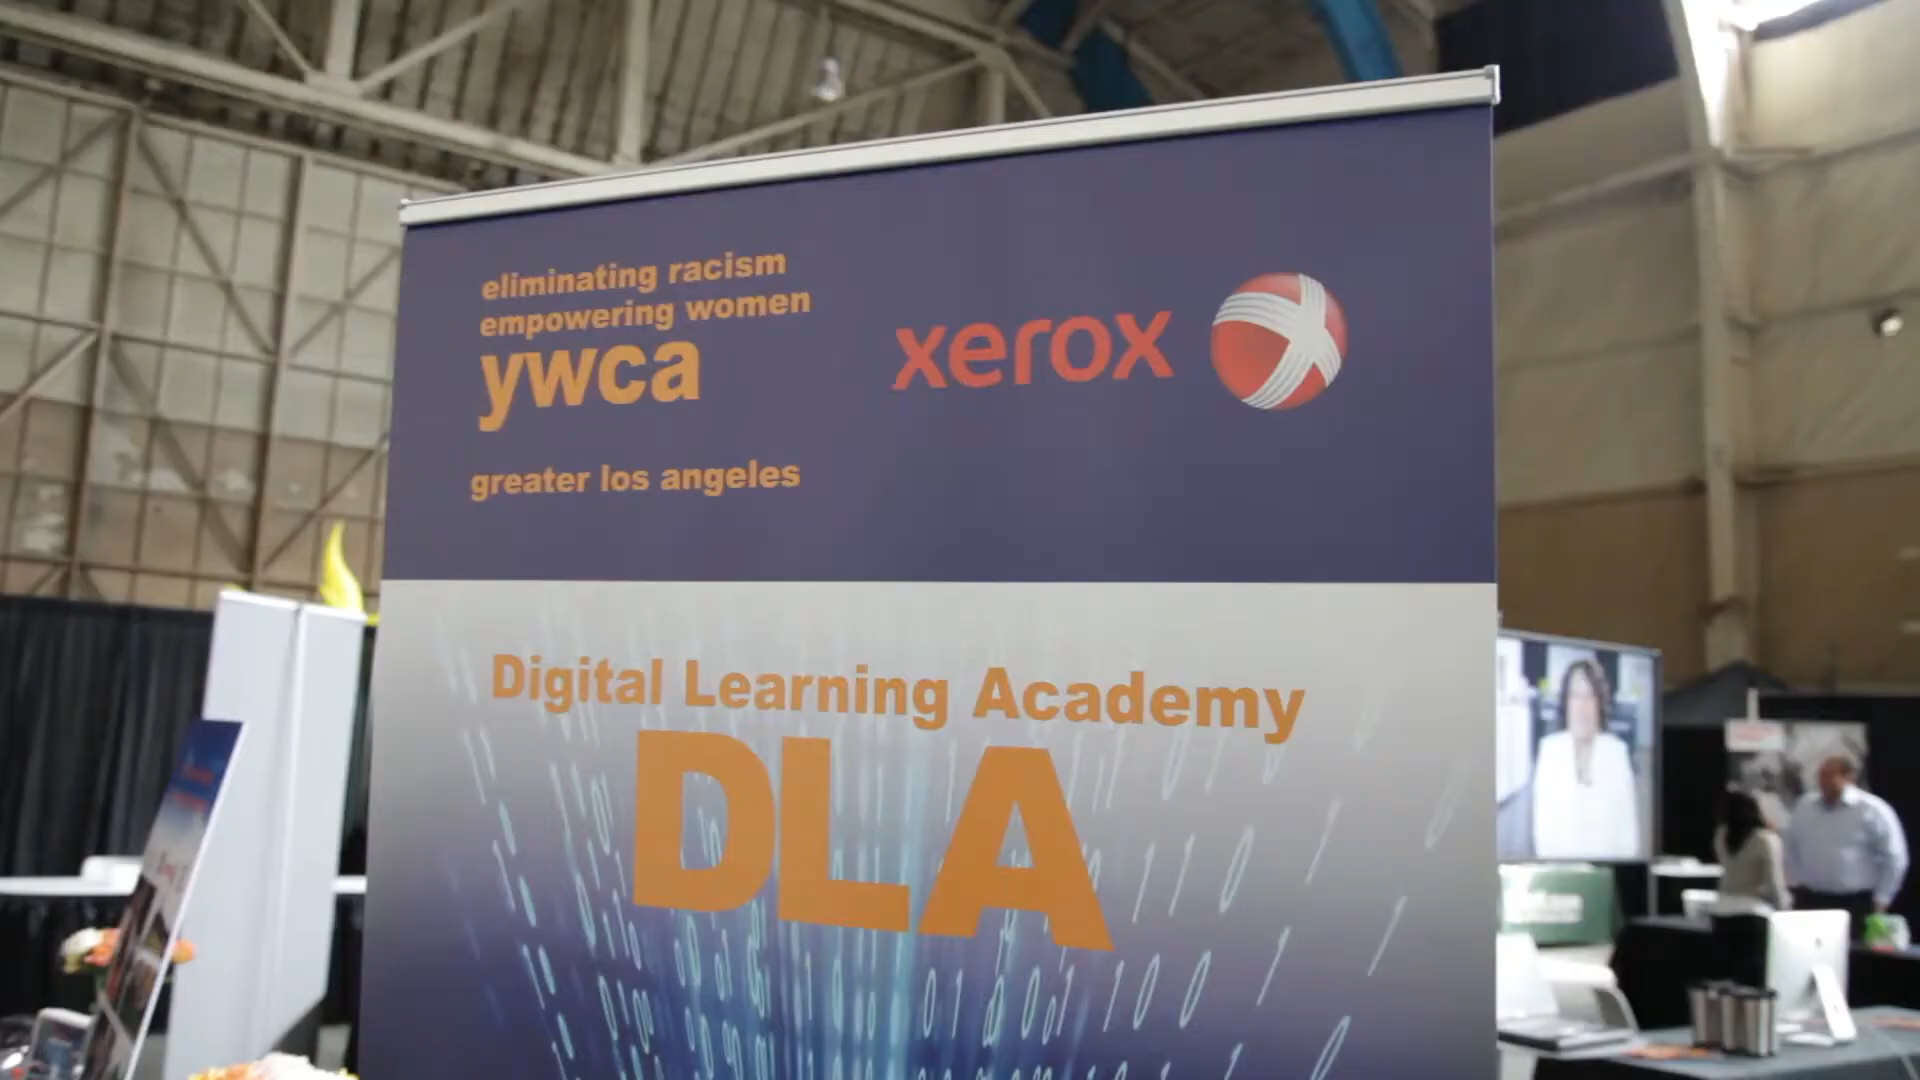 eliminating racism
empowering women
ywca
greater los angeles
xerox
Digital Learning Academy
DLA